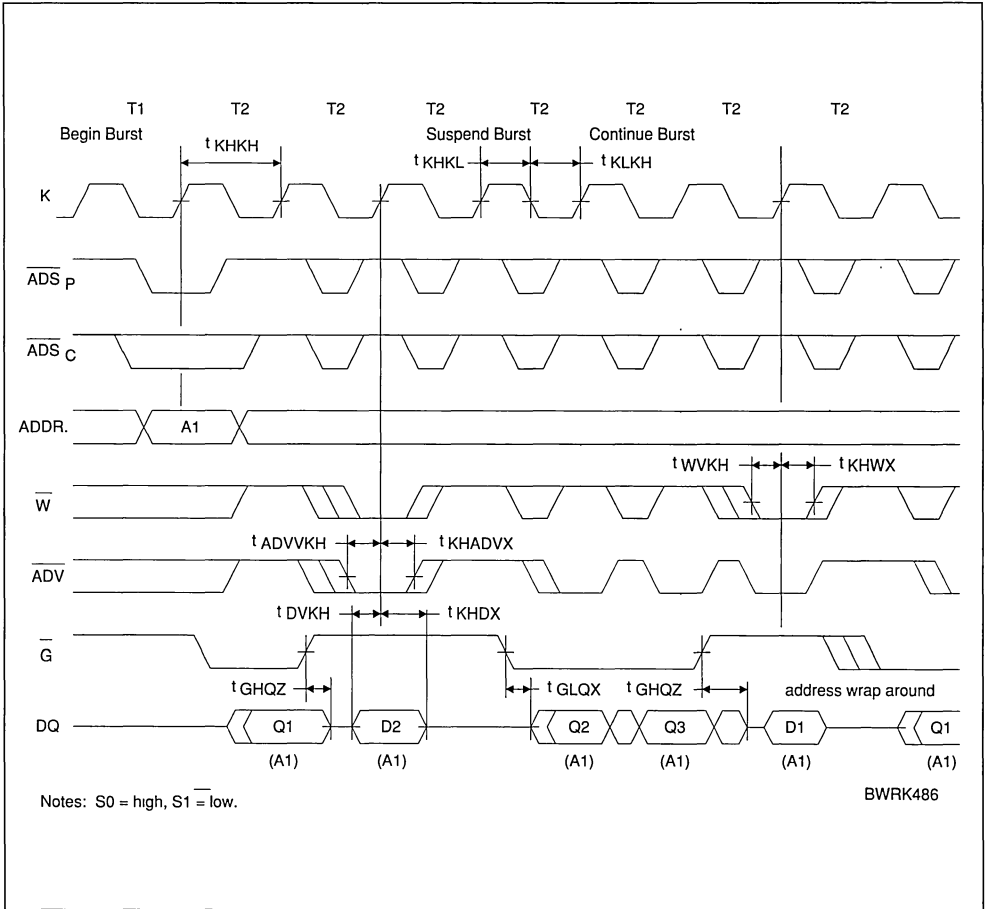 T1 T2 T2 T2 T2 T2 T2 T2
Begin Burst Suspend Burst Continue Burst
t KHKH
t KHKL t KLKH
K
ADS P
ADS C
ADDR. A1
t WVKH t KHWX
W
t ADVVKH t KHADVX
ADV
t DVKH t KHDX
G
t GHQZ t GLQX t GHQZ address wrap around
DQ Q1 D2 Q2 Q3 D1 Q1
(A1) (A1) (A1) (A1) (A1) (A1)
Notes: S0 = high, S1 = low.
BWRK486